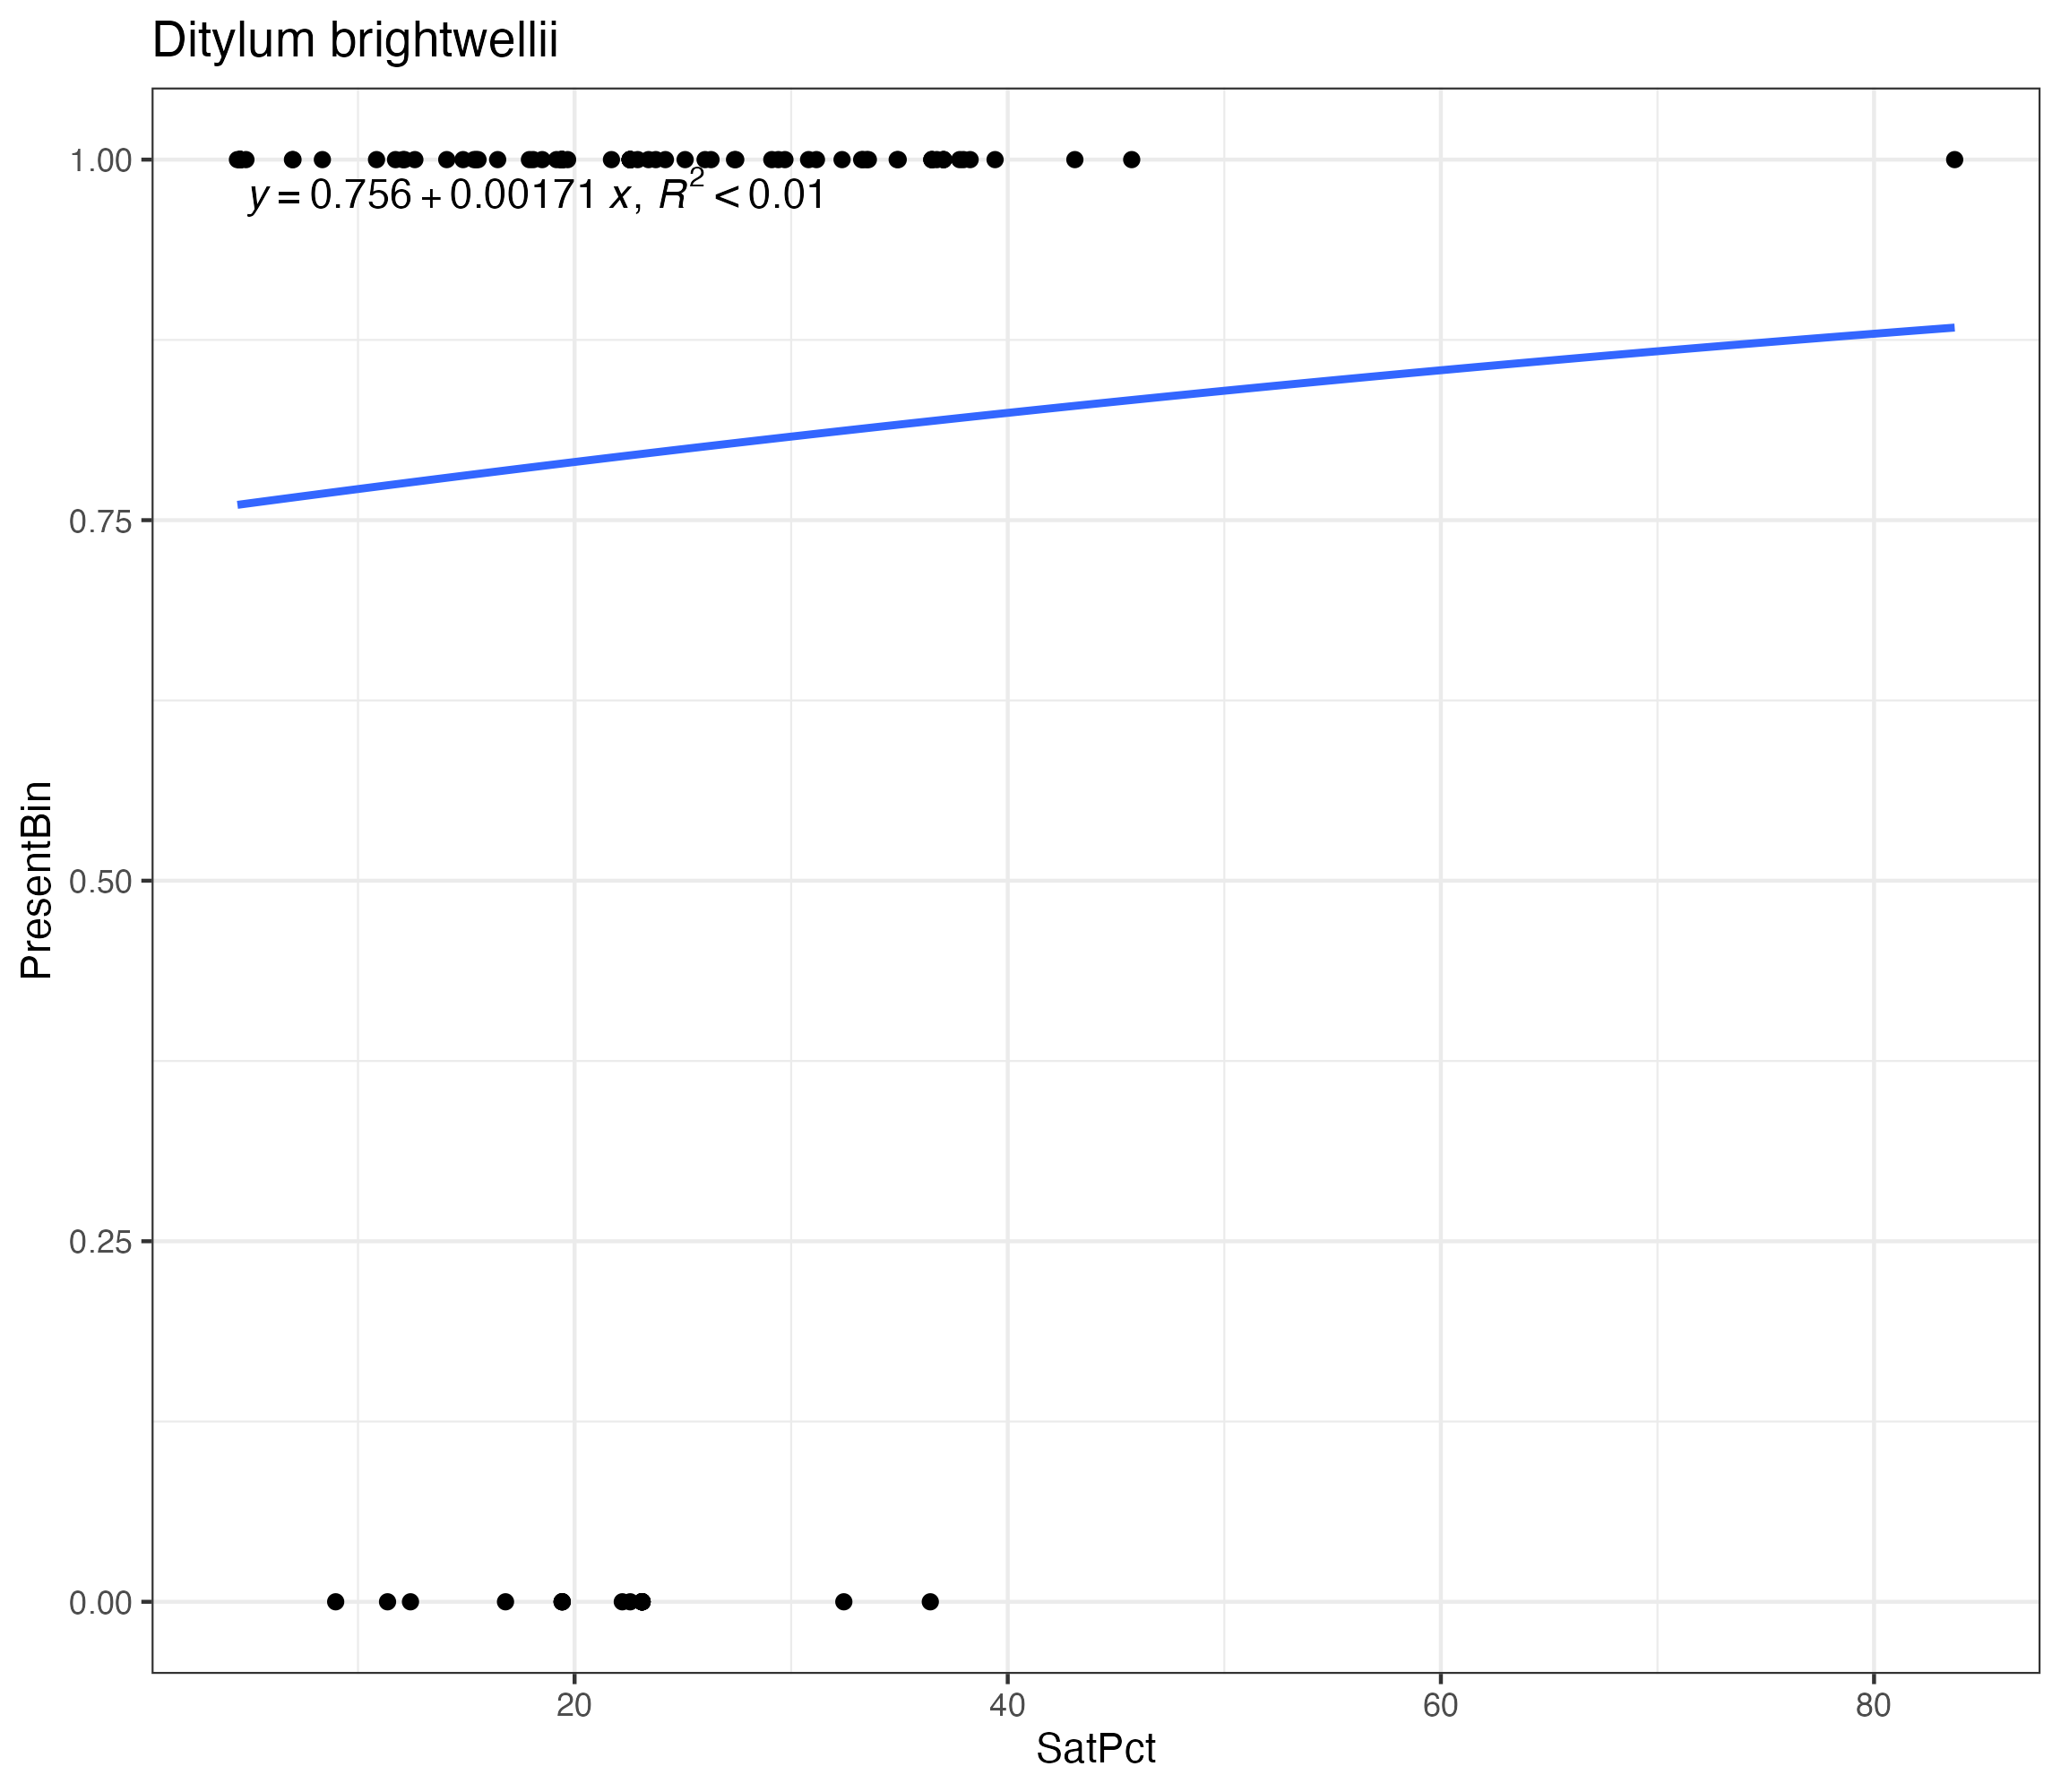 Ditylum brightwellii
1.00
y = 0.756 + 0.00171 x, R² < 0.01
0.75
0.50
0.25
0.00
PresentBin
20 40 60 80
SatPct